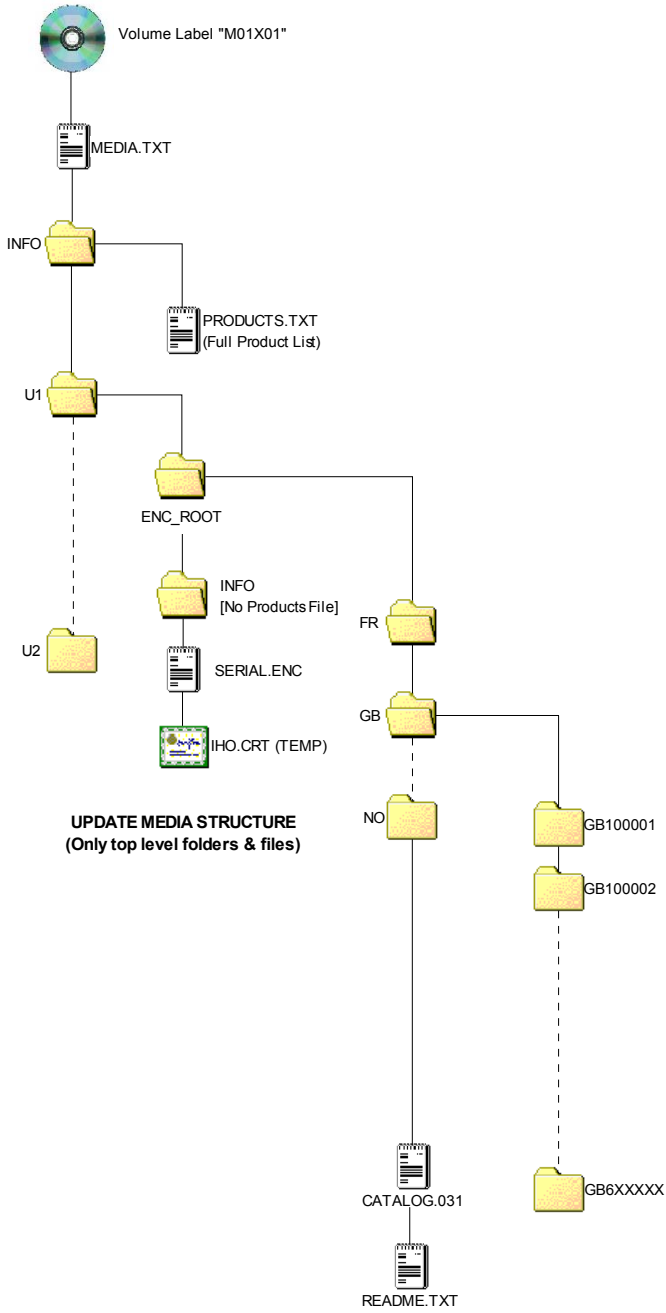 Volume Label "M01X01"
MEDIA.TXT
INFO
PRODUCTS.TXT
(Full Product List)
U1
ENC_ROOT
INFO
[No Products File]
FR
U2
SERIAL.ENC
GB
IHO.CRT (TEMP)
UPDATE MEDIA STRUCTURE
(Only top level folders & files)
NO
GB100001
GB100002
GB6XXXXX
CATALOG.031
README.TXT